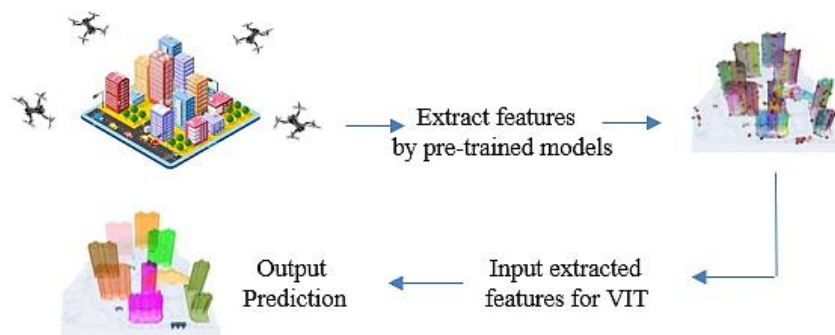 Extract features
by pre-trained models
Input extracted
features for VIT
Output
Prediction